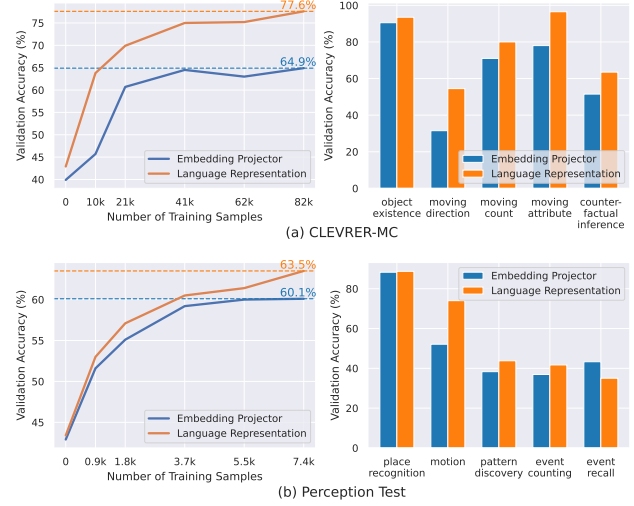 77.6%
64.9%
Validation Accuracy (%)
75
70
65
60
55
50
45
40
Embedding Projector
Language Representation
0 10k 21k 41k 62k 82k
Number of Training Samples
Validation Accuracy (%)
100
80
60
40
20
0
Embedding Projector
Language Representation
object existence
moving direction
moving count
moving attribute
counter-
factual
inference
(a) CLEVRER-MC
63.5%
60.1%
Validation Accuracy (%)
60
55
50
45
Embedding Projector
Language Representation
0 0.9k 1.8k 3.7k 5.5k 7.4k
Number of Training Samples
Validation Accuracy (%)
80
60
40
20
0
Embedding Projector
Language Representation
place recognition
motion
pattern discovery
event counting
event recall
(b) Perception Test